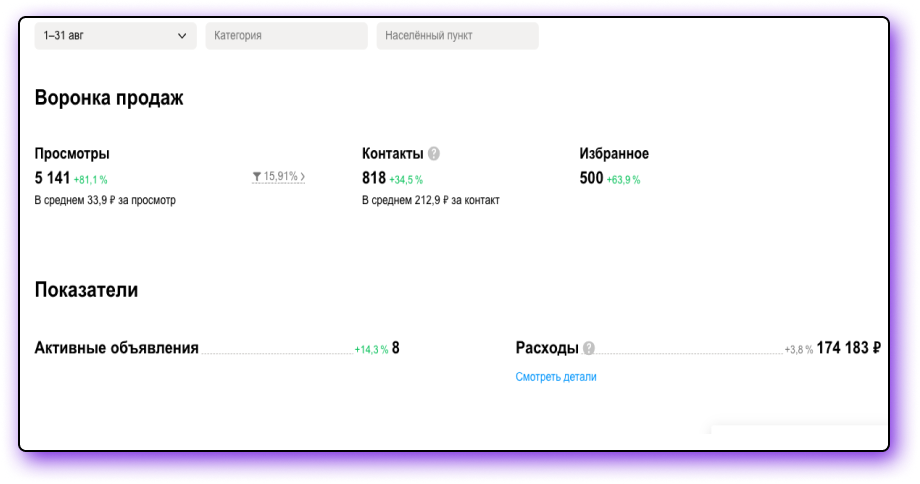 1–31 авг Категория Населённый пункт
Воронка продаж
Просмотры Контакты ? Избранное
5 141 +81,1 % 15,91% > 818 +34,5 % 500 +63,9 %
В среднем 33,9 ₽ за просмотр В среднем 212,9 ₽ за контакт
Показатели
Активные объявления +14,3 % 8 Расходы ? +3,8 % 174 183 ₽
Смотреть детали